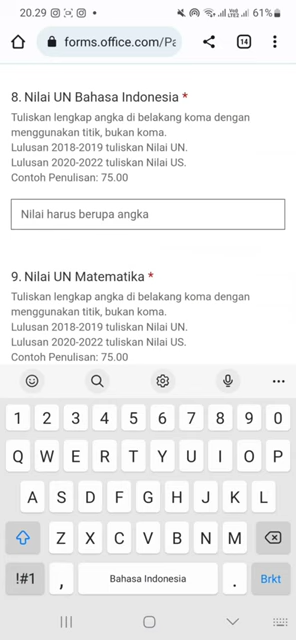 20.29
61%
forms.office.com/Pa
14
8. Nilai UN Bahasa Indonesia *
Tuliskan lengkap angka di belakang koma dengan
menggunakan titik, bukan koma.
Lulusan 2018-2019 tuliskan Nilai UN.
Lulusan 2020-2022 tuliskan Nilai US.
Contoh Penulisan: 75.00
Nilai harus berupa angka
9. Nilai UN Matematika *
Tuliskan lengkap angka di belakang koma dengan
menggunakan titik, bukan koma.
Lulusan 2018-2019 tuliskan Nilai UN.
Lulusan 2020-2022 tuliskan Nilai US.
Contoh Penulisan: 75.00
1 2 3 4 5 6 7 8 9 0
Q W E R T Y U I O P
A S D F G H J K L
Z X C V B N M
!#1 , Bahasa Indonesia . Brkt